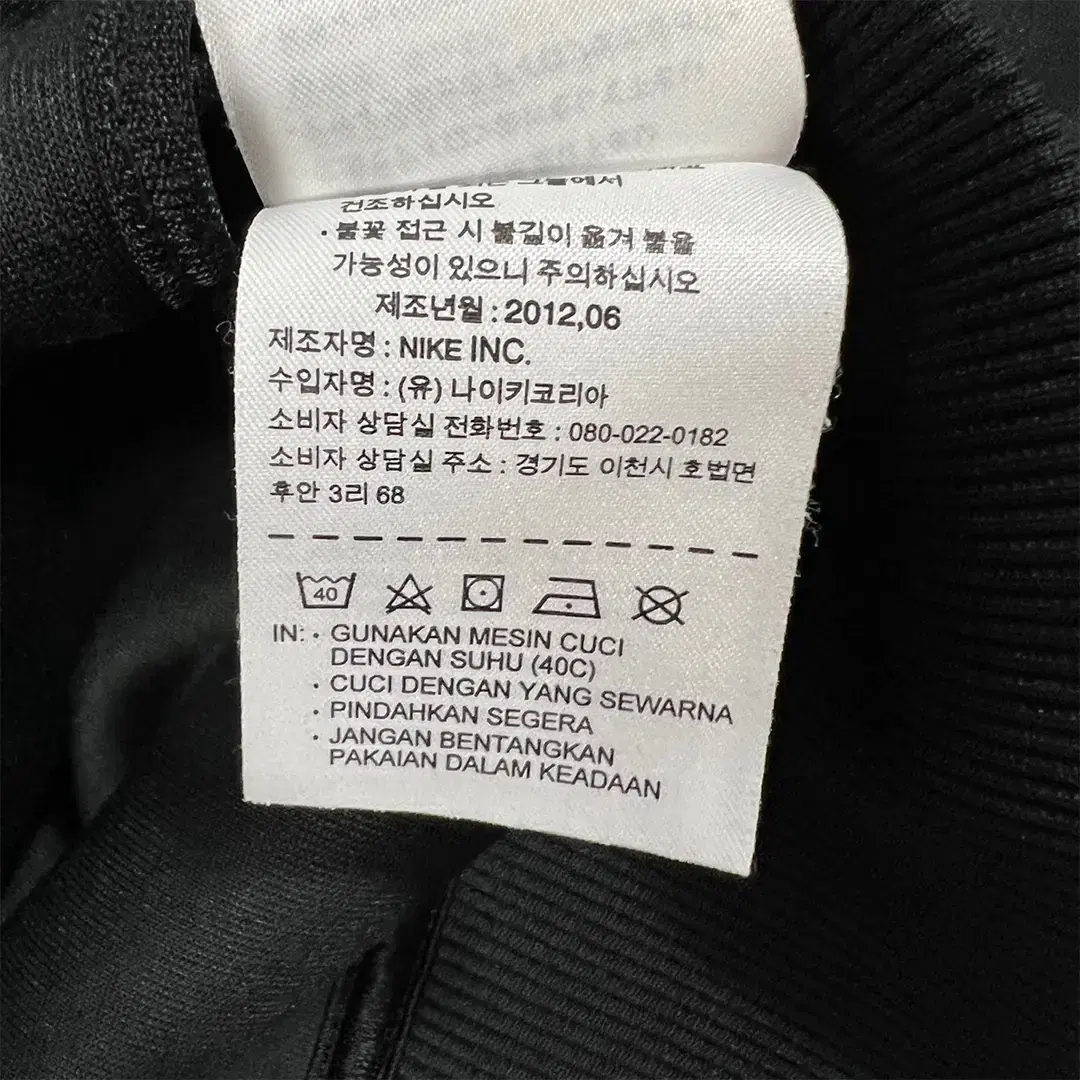 그늘에서
건조하십시오
· 불꽃 접근 시 불길이 옮겨 붙을
가능성이 있으니 주의하십시오
제조년월 : 2012,06
제조자명 : NIKE INC.
수입자명 : (유) 나이키코리아
소비자 상담실 전화번호 : 080-022-0182
소비자 상담실 주소 : 경기도 이천시 호법면
후안 3리 68
40
IN: · GUNAKAN MESIN CUCI
DENGAN SUHU (40C)
· CUCI DENGAN YANG SEWARNA
· PINDAHKAN SEGERA
· JANGAN BENTANGKAN
PAKAIAN DALAM KEADAAN